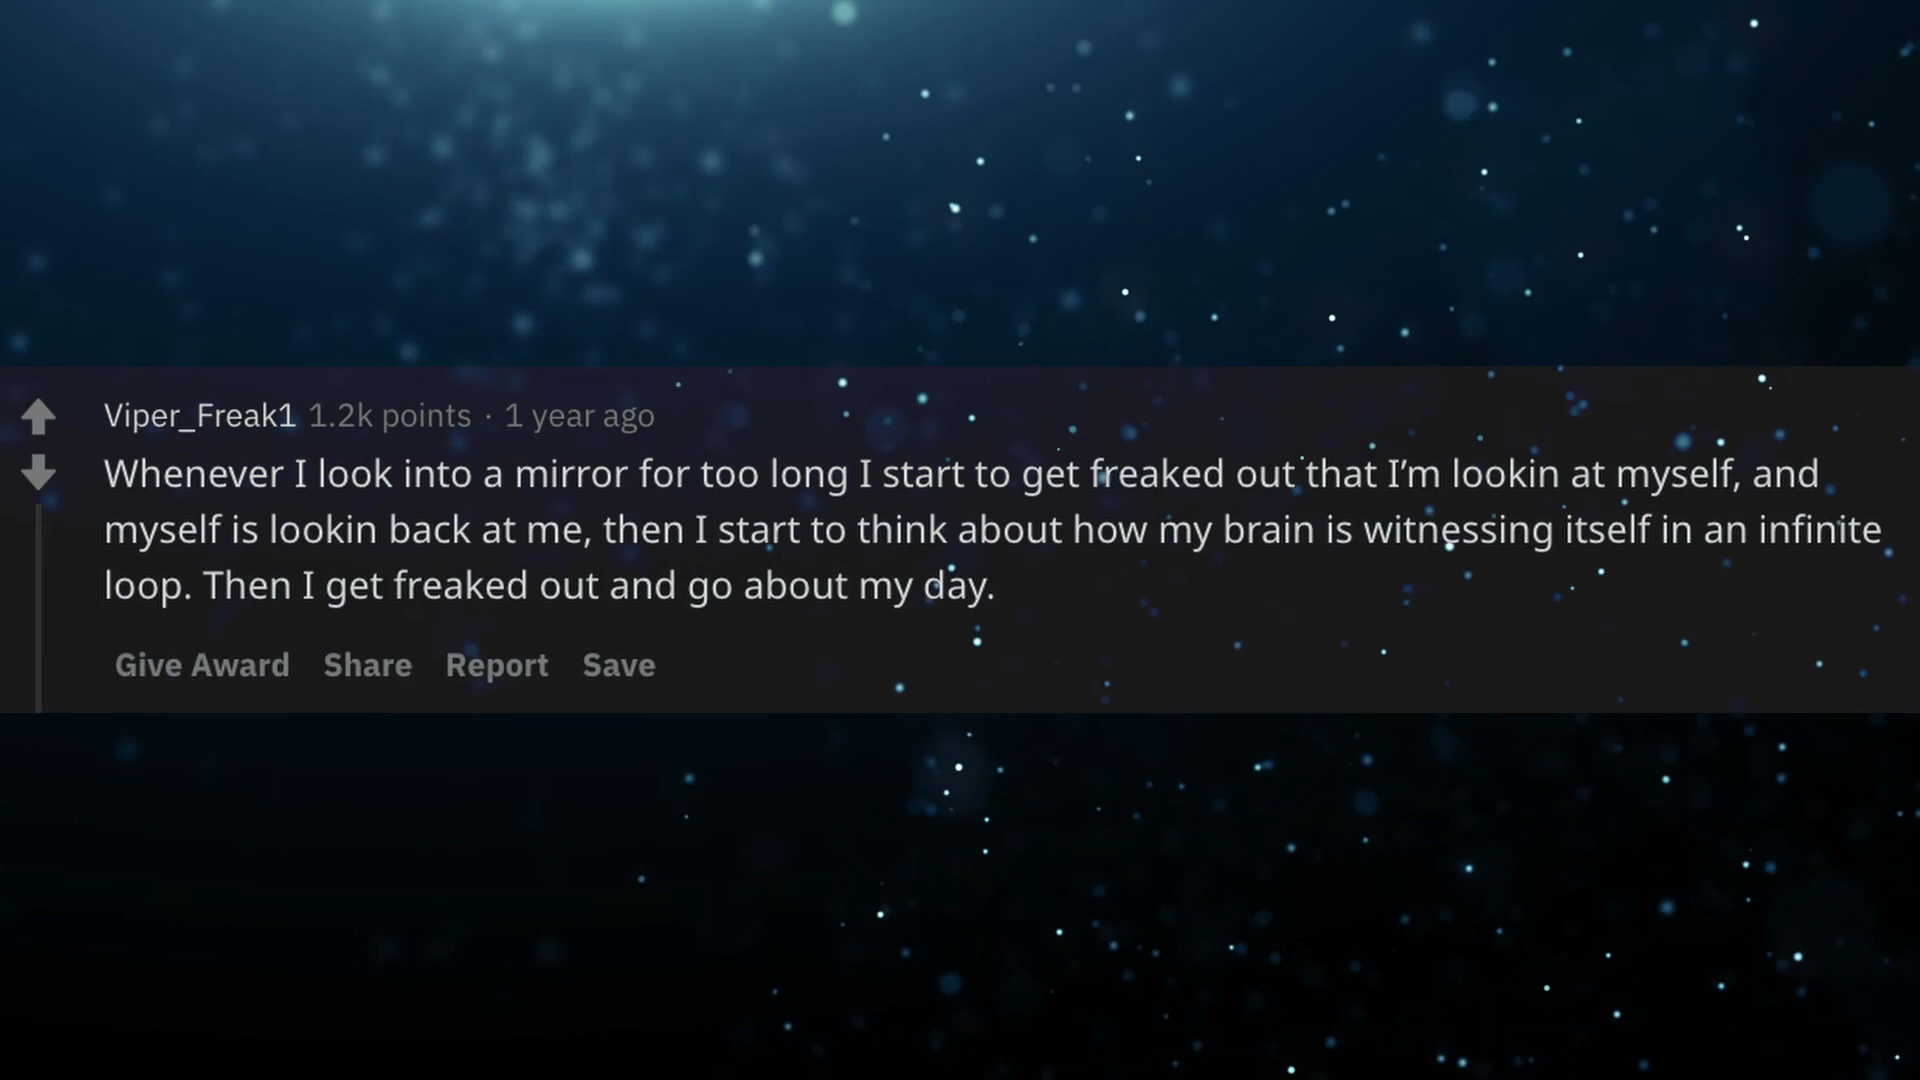 Viper_Freak1 1.2k points · 1 year ago
Whenever I look into a mirror for too long I start to get freaked out that I’m lookin at myself, and
myself is lookin back at me, then I start to think about how my brain is witnessing itself in an infinite
loop. Then I get freaked out and go about my day.
Give Award Share Report Save